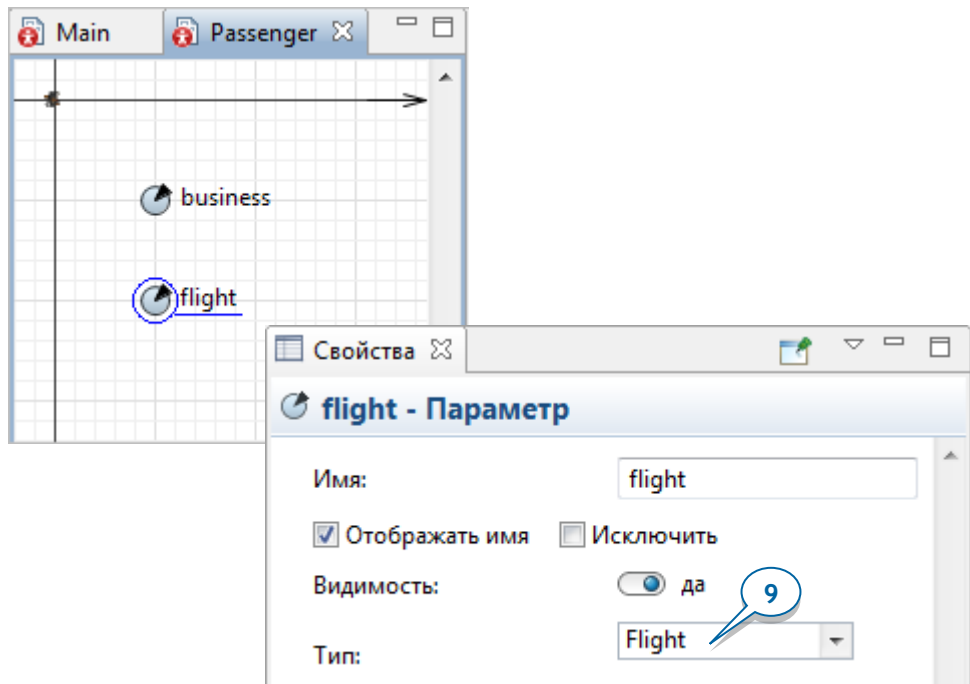 Main Passenger
business
flight
Свойства
flight - Параметр
Имя: flight
Отображать имя Исключить
Видимость: да
9
Тип: Flight